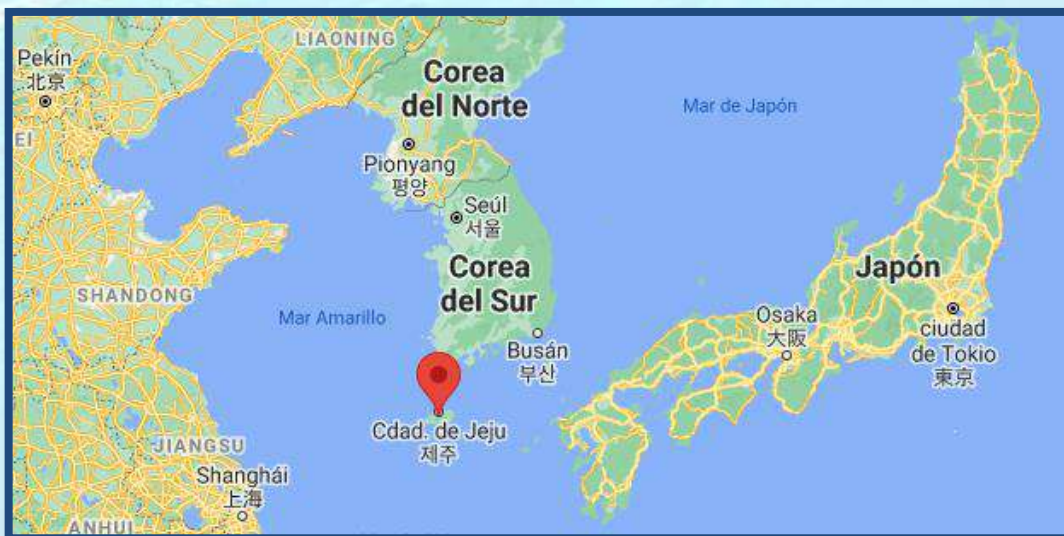 LIAONING
Pekín
北京
EI
Corea
del Norte
Mar de Japón
Pionyang
평양
Seúl
서울
Corea
del Sur
Japón
SHANDONG
Mar Amarillo
Osaka
大阪
ciudad
de Tokio
東京
Busán
부산
Cdad. de Jeju
제주
JIANGSU
Shanghái
上海
ANHUI